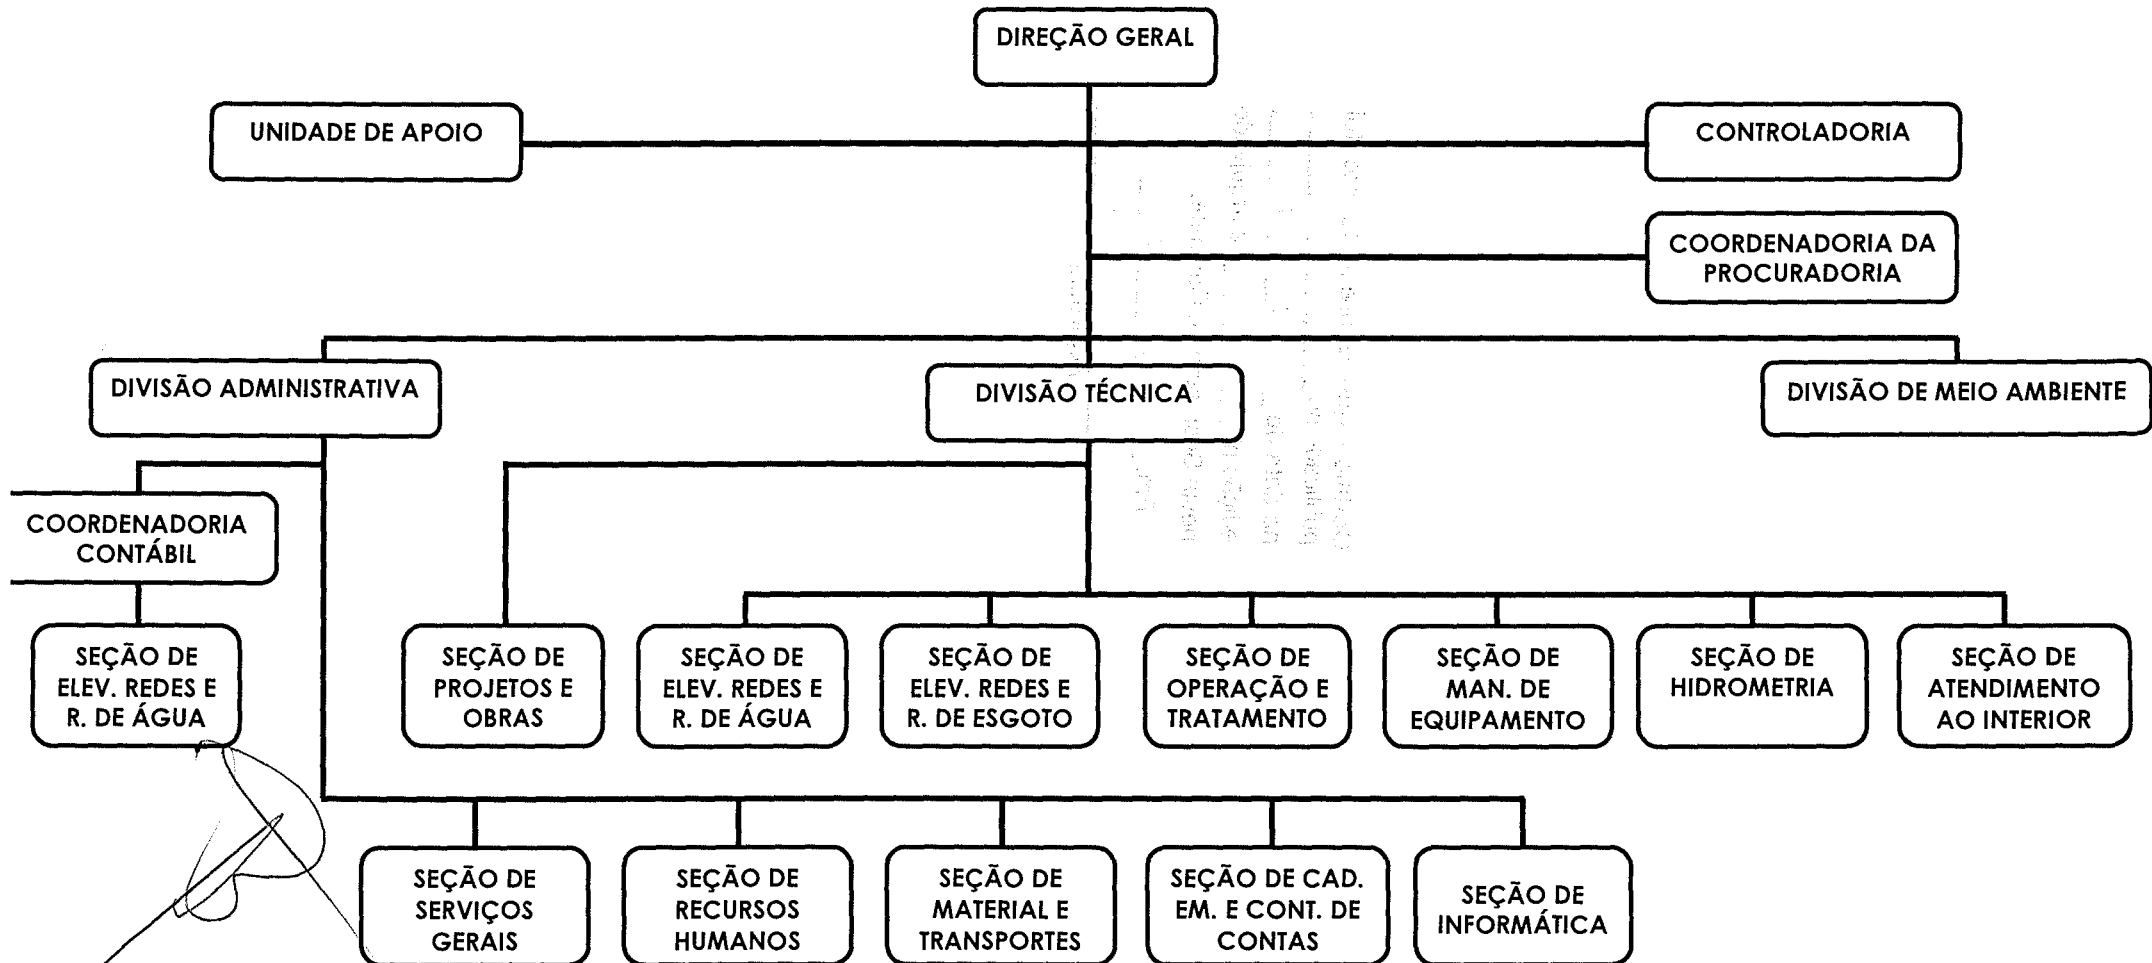 DIREÇÃO GERAL
UNIDADE DE APOIO
CONTROLADORIA
COORDENADORIA DA
PROCURADORIA
DIVISÃO ADMINISTRATIVA
DIVISÃO TÉCNICA
DIVISÃO DE MEIO AMBIENTE
COORDENADORIA
CONTÁBIL
SEÇÃO DE
ELEV. REDES E
R. DE ÁGUA
SEÇÃO DE
PROJETOS E
OBRAS
SEÇÃO DE
ELEV. REDES E
R. DE ÁGUA
SEÇÃO DE
ELEV. REDES E
R. DE ESGOTO
SEÇÃO DE
OPERAÇÃO E
TRATAMENTO
SEÇÃO DE
MAN. DE
EQUIPAMENTO
SEÇÃO DE
HIDROMETRIA
SEÇÃO DE
ATENDIMENTO
AO INTERIOR
SEÇÃO DE
SERVIÇOS
GERAIS
SEÇÃO DE
RECURSOS
HUMANOS
SEÇÃO DE
MATERIAL E
TRANSPORTES
SEÇÃO DE CAD.
EM. E CONT. DE
CONTAS
SEÇÃO DE
INFORMÁTICA